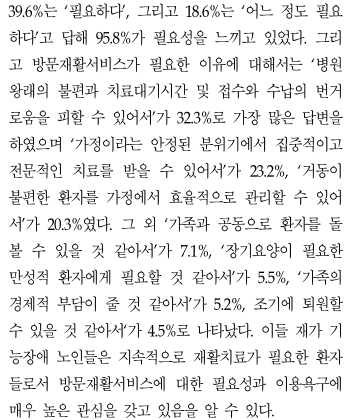 39.6%는 '필요하다', 그리고 18.6%는 '어느 정도 필요
하다'고 답해 95.8%가 필요성을 느끼고 있었다. 그리
고 방문재활서비스가 필요한 이유에 대해서는 '병원
왕래의 불편과 치료대기시간 및 접수와 수납의 번거
로움을 피할 수 있어서'가 32.3%로 가장 많은 답변을
하였으며 '가정이라는 안정된 분위기에서 집중적이고
전문적인 치료를 받을 수 있어서'가 23.2%, '거동이
불편한 환자를 가정에서 효율적으로 관리할 수 있어
서'가 20.3%였다. 그 외 '가족과 공동으로 환자를 돌
볼 수 있을 것 같아서'가 7.1%, '장기요양이 필요한
만성적 환자에게 필요할 것 같아서'가 5.5%, '가족의
경제적 부담이 줄 것 같아서'가 5.2%, 조기에 퇴원할
수 있을 것 같아서'가 4.5%로 나타났다. 이들 재가 기
능장애 노인들은 지속적으로 재활치료가 필요한 환자
들로서 방문재활서비스에 대한 필요성과 이용욕구에
매우 높은 관심을 갖고 있음을 알 수 있다.